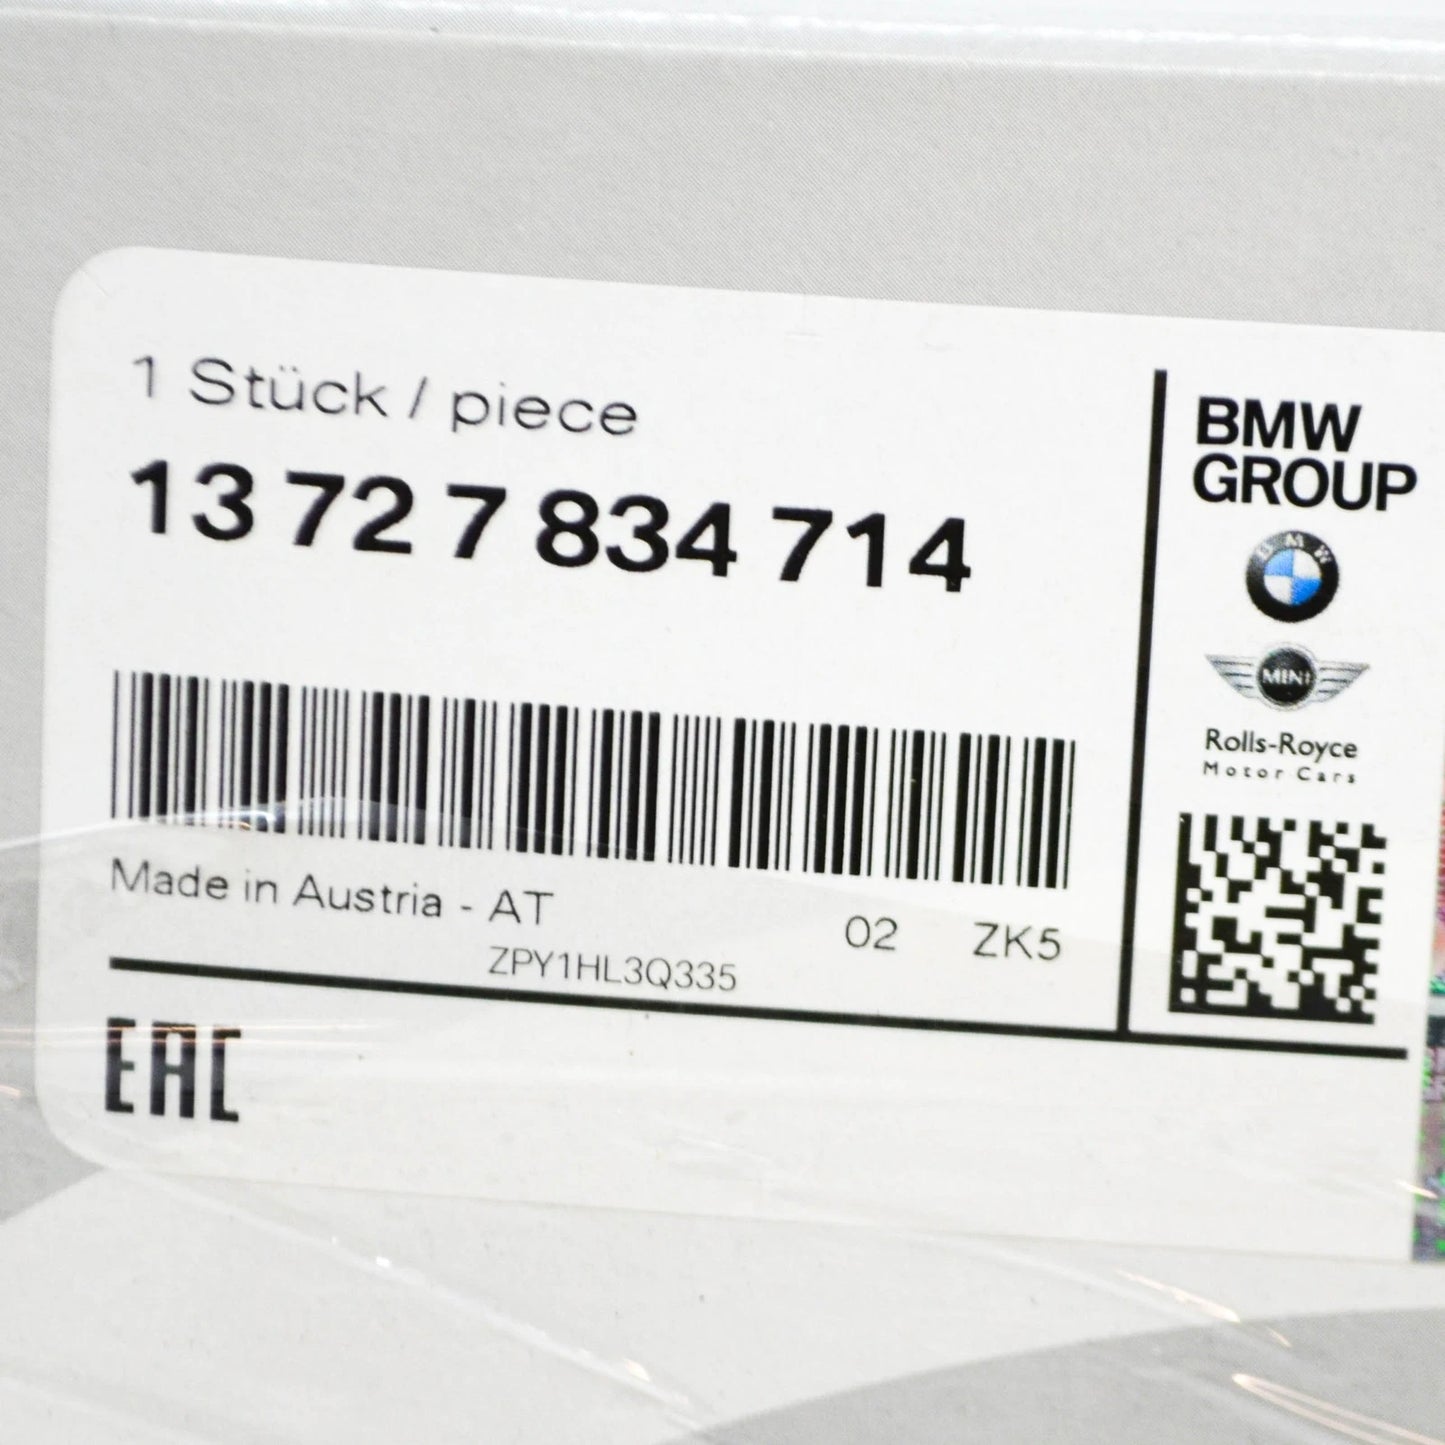 1 Stück / piece
13 72 7 834 714
Made in Austria - AT
02 ZK5
ZPY1HL3Q335
EAC
BMW
GROUP
BMW
MINI
Rolls-Royce
Motor Cars